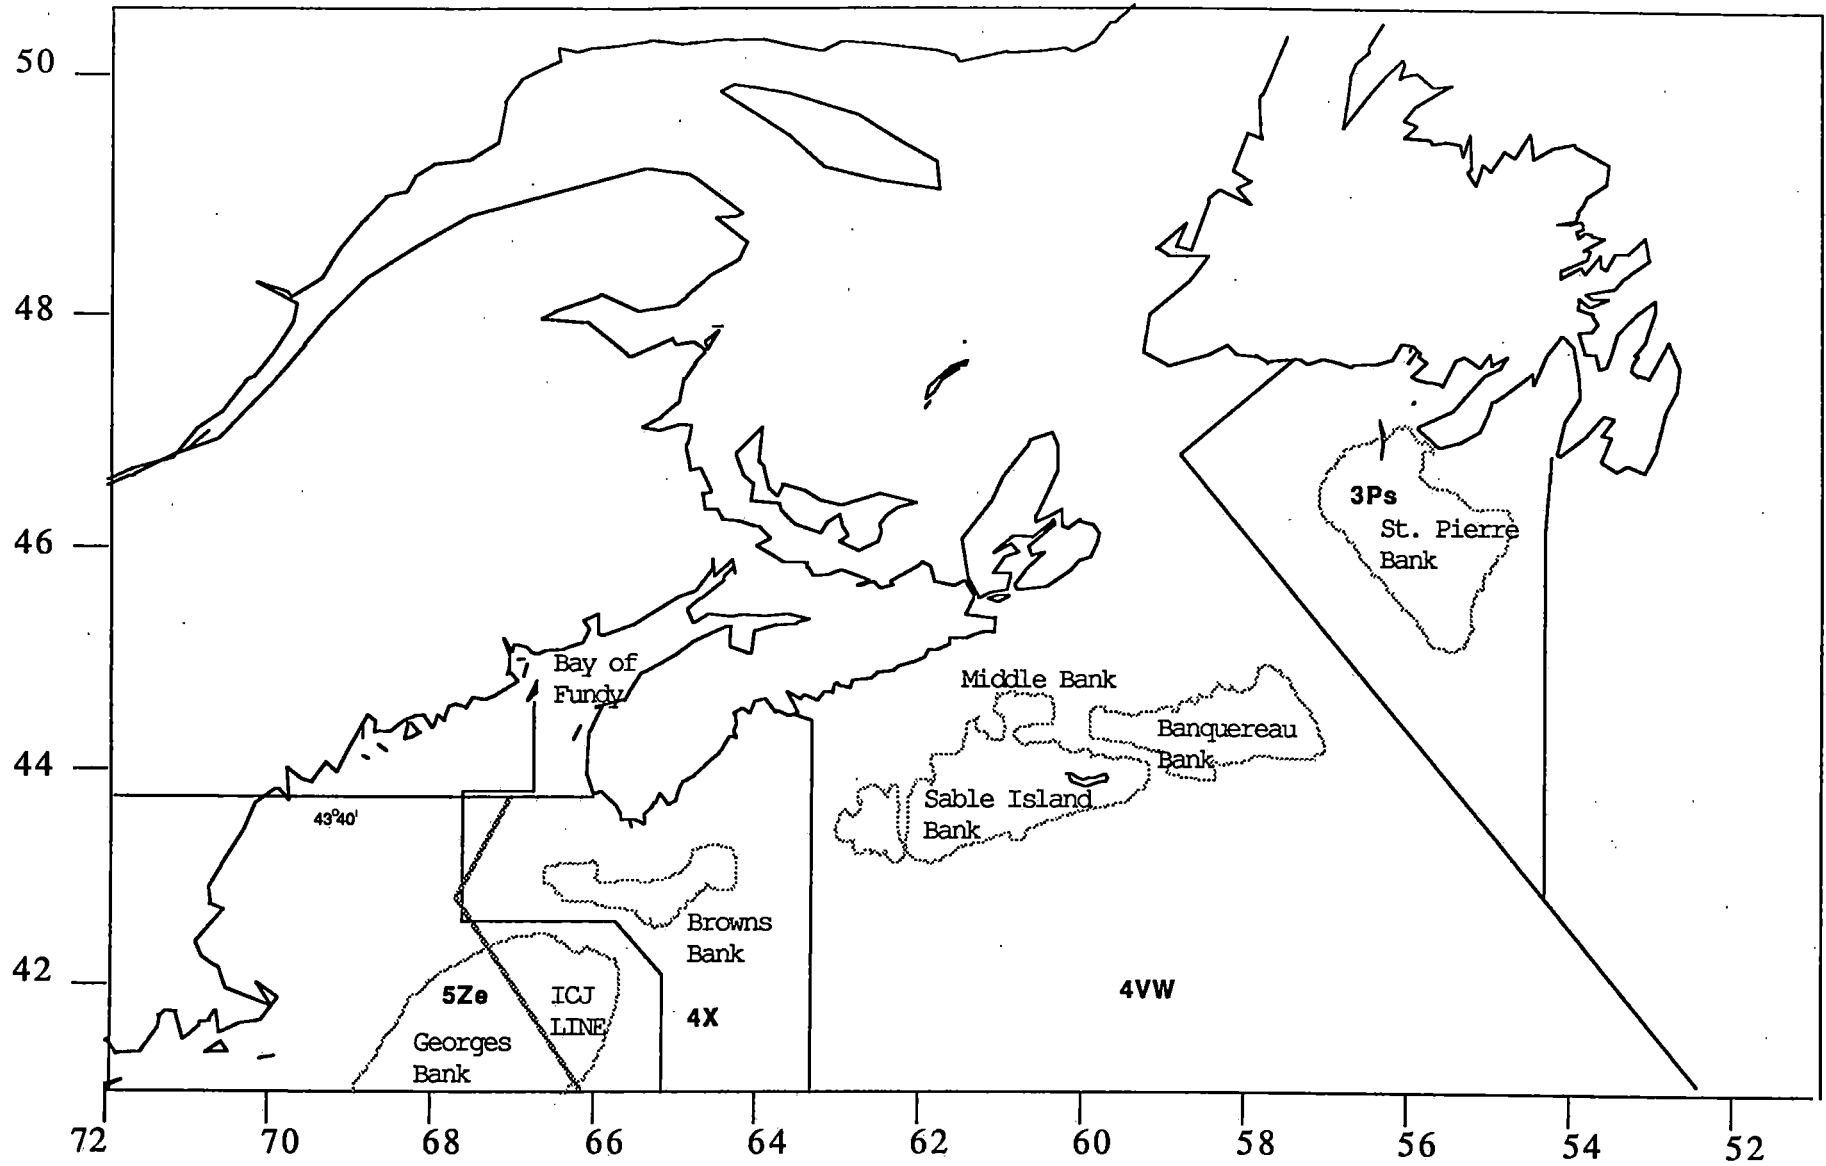 50
48
46
44
42
3Ps
St. Pierre
Bank
Bay of
Fundy
Middle Bank
Banquereau
Bank
Sable Island
Bank
43°40'
Browns
Bank
5Ze
ICJ
LINE
4X
4VW
Georges
Bank
72 70 68 66 64 62 60 58 56 54 52